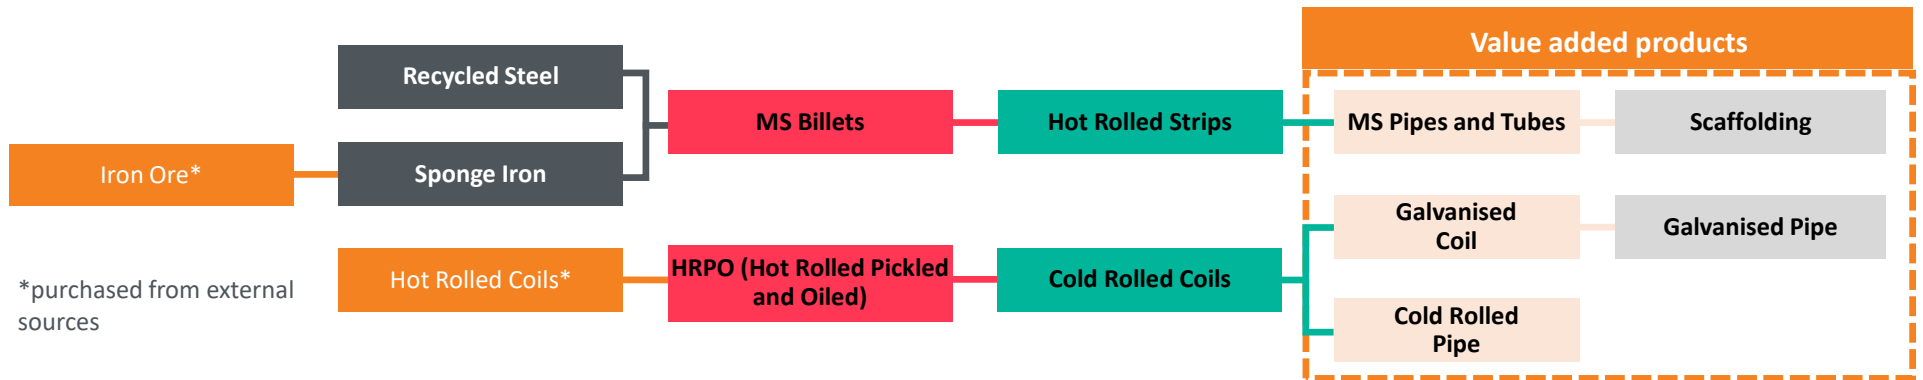 Value added products
Recycled Steel
MS Billets
Hot Rolled Strips
MS Pipes and Tubes
Scaffolding
Iron Ore*
Sponge Iron
Galvanised
Coil
Galvanised Pipe
Hot Rolled Coils*
HRPO (Hot Rolled Pickled
and Oiled)
Cold Rolled Coils
*purchased from external
sources
Cold Rolled
Pipe